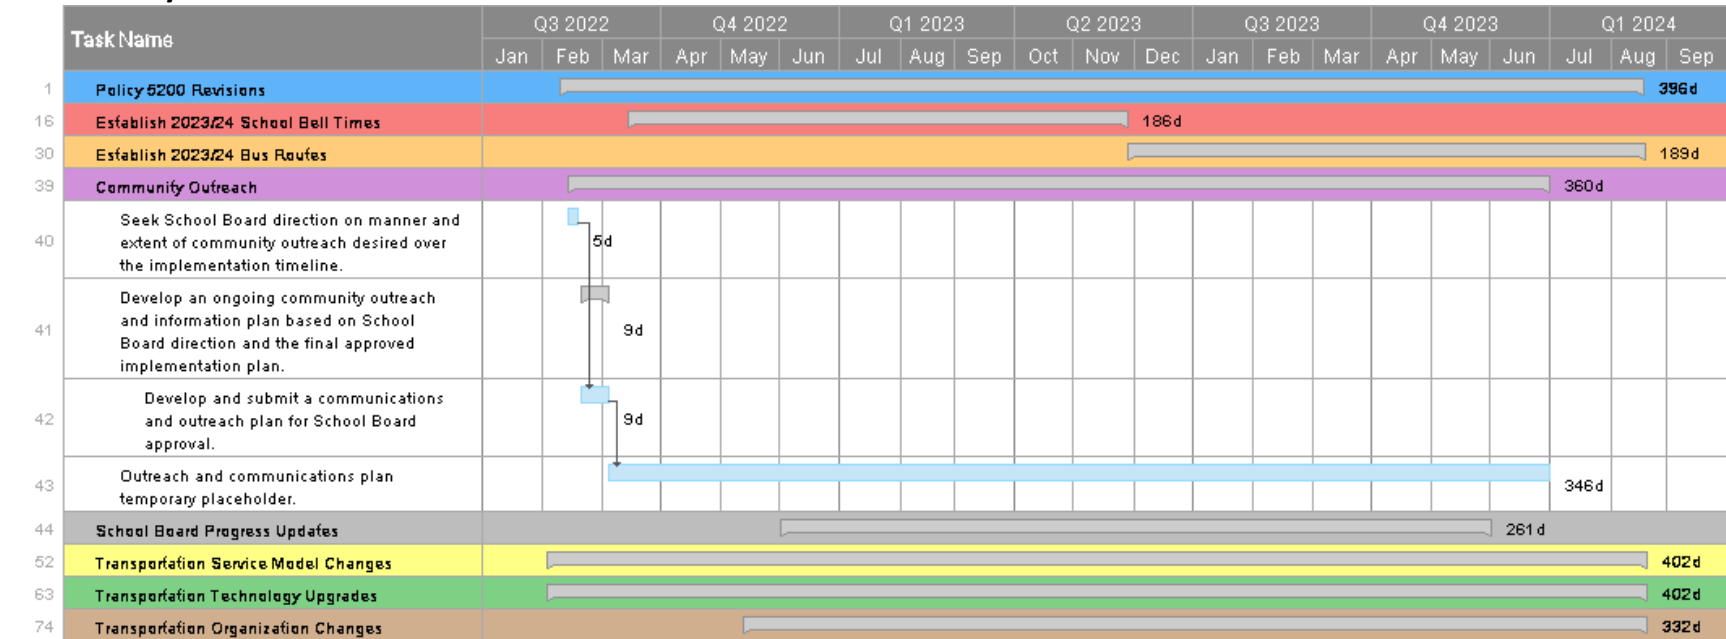 Task Name
Q3 2022 Q4 2022 Q1 2023 Q2 2023 Q3 2023 Q4 2023 Q1 2024
Jan Feb Mar Apr May Jun Jul Aug Sep Oct Nov Dec Jan Feb Mar Apr May Jun Jul Aug Sep
1 Policy 5200 Revisions 396d
16 Establish 2023/24 School Bell Times 186d
30 Establish 2023/24 Bus Routes 189d
39 Community Outreach 360d
Seek School Board direction on manner and
40 extent of community outreach desired over 5d
the implementation timeline.
Develop an ongoing community outreach
and information plan based on School
41 Board direction and the final approved 9d
implementation plan.
Develop and submit a communications
42 and outreach plan for School Board 9d
approval.
Outreach and communications plan
43 temporary placeholder. 346d
44 School Board Progress Updates 261d
52 Transportation Service Model Changes 402d
63 Transportation Technology Upgrades 402d
74 Transportation Organization Changes 332d